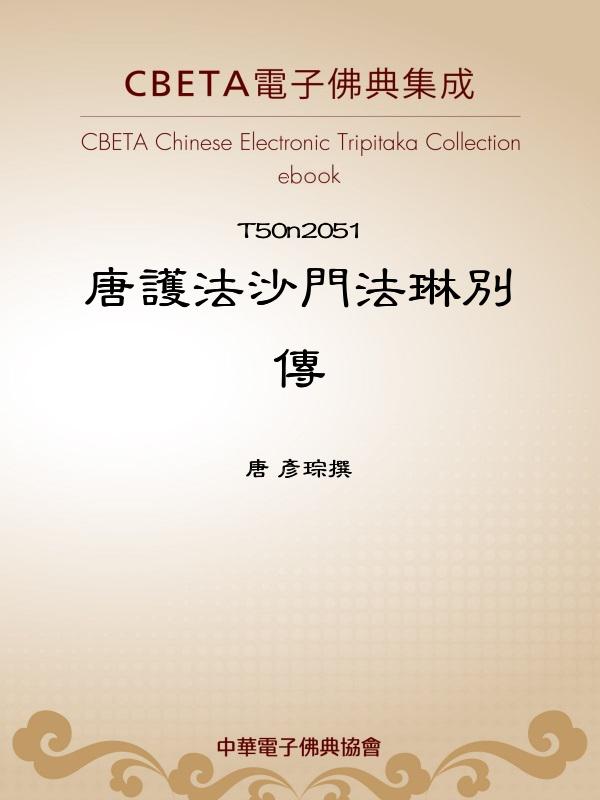 CBETA電子佛典集成
CBETA Chinese Electronic Tripitaka Collection
ebook
T50n2051
唐護法沙門法琳別
傳
唐 彥琮撰
中華電子佛典協會